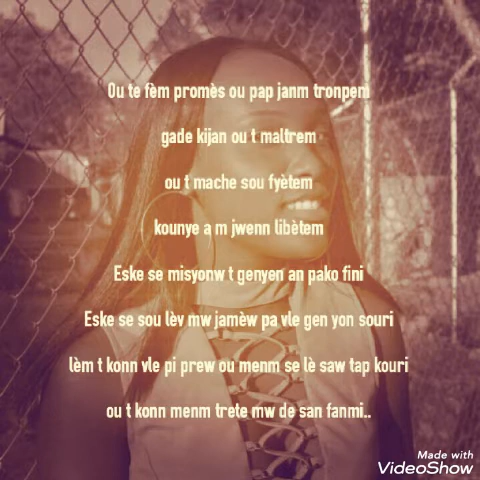 Ou te fèm promès ou pap janm tronpem
gade kijan ou t maltrem
ou t mache sou fyètem
kounye a m jwenn libètem
Eske se misyonw t genyen an pako fini
Eske se sou lèv mw jamèw pa vle gen yon souri
lèm t konn vle pi prew ou menm se lè saw tap kouri
ou t konn menm trete mw de san fanmi..
Made with
VideoShow